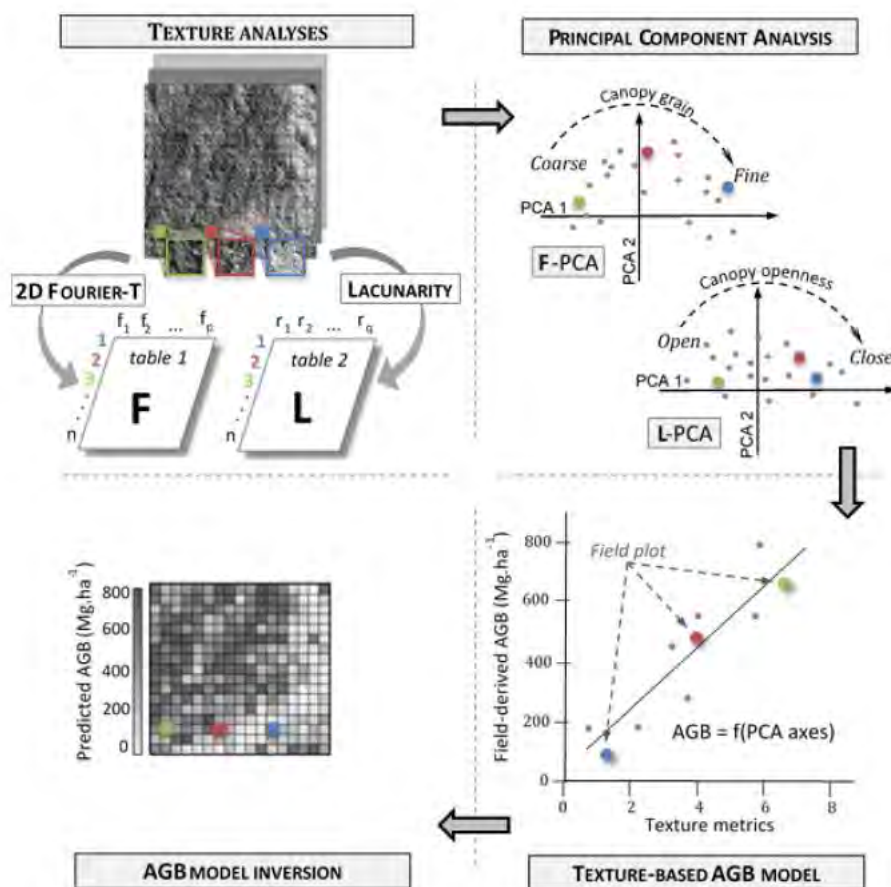 TEXTURE ANALYSES
2D FOURIER-T
LACUNARITY
f1 f2 ... fp
r1 r2 ... rq
1
2
3
.
.
.
n
table 1
F
table 2
L
n
PRINCIPAL COMPONENT ANALYSIS
Canopy grain
Coarse
Fine
PCA 1
PCA 2
F-PCA
Canopy openness
Open
Close
PCA 1
PCA 2
L-PCA
Predicted AGB (Mg.ha-1)
800
600
400
200
0
AGB MODEL INVERSION
Field-derived AGB (Mg.ha-1)
800
600
400
200
0
Field plot
AGB = f(PCA axes)
0 2 4 6 8
Texture metrics
TEXTURE-BASED AGB MODEL